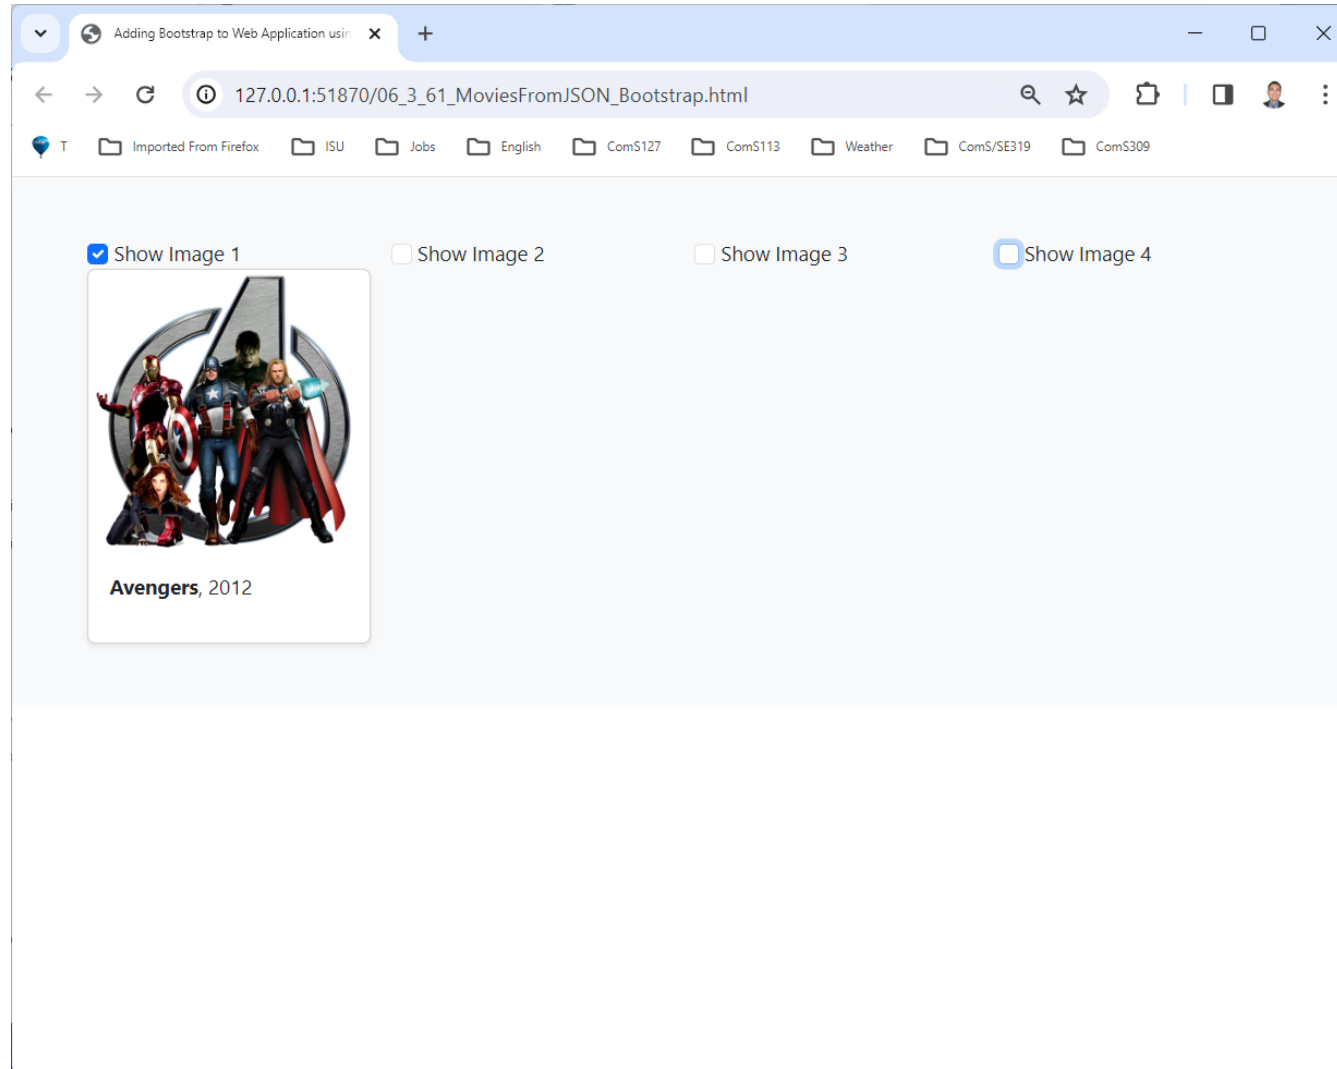 Adding Bootstrap to Web Application usin
127.0.0.1:51870/06_3_61_MoviesFromJSON_Bootstrap.html
T Imported From Firefox ISU Jobs English ComS127 ComS113 Weather ComS/SE319 ComS309
Show Image 1 Show Image 2 Show Image 3 Show Image 4
Avengers, 2012